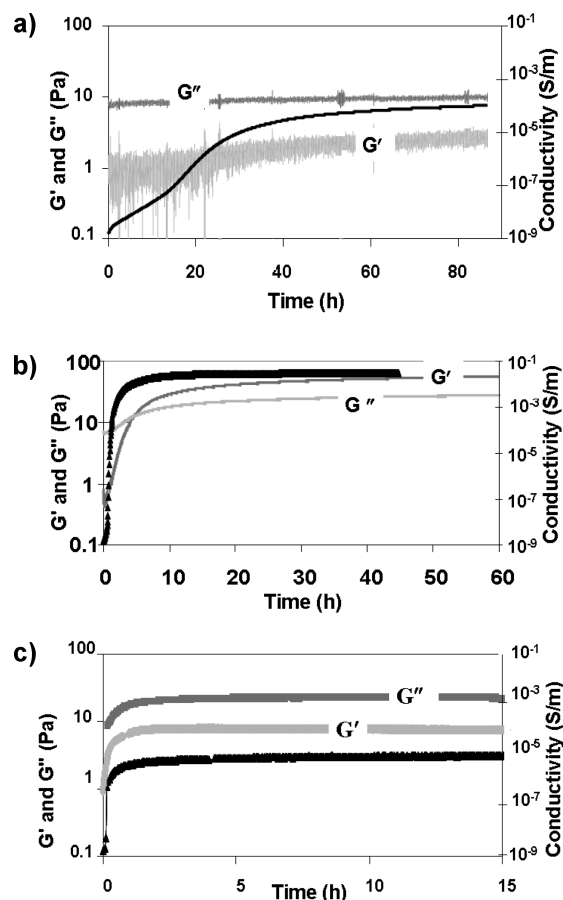 a)
G' and G" (Pa)
100
10
1
0.1
G"
G'
10⁻¹
10⁻³
10⁻⁵
10⁻⁷
10⁻⁹
Conductivity (S/m)
0 20 40 60 80
Time (h)
b)
G' and G" (Pa)
100
10
1
0.1
G'
G "
10⁻¹
10⁻³
10⁻⁵
10⁻⁷
10⁻⁹
Conductivity (S/m)
0 10 20 30 40 50 60
Time (h)
c)
G' and G" (Pa)
100
10
1
0.1
G"
G'
10⁻¹
10⁻³
10⁻⁵
10⁻⁷
10⁻⁹
Conductivity (S/m)
0 5 10 15
Time (h)